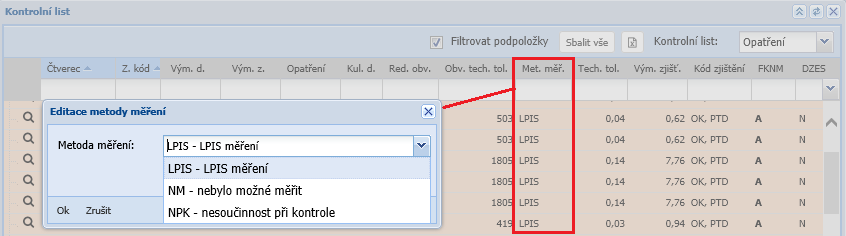 Kontrolní list
Filtrovat podpoložky Sbalit vše Kontrolní list: Opatření
Čtverec Z. kód Vým. d. Vým. z. Opatření Kul. d. Red. obv. Obv. tech. tol. Met. měř. Tech. tol. Vým. zjišť. Kód zjištění FKNM DZES
Editace metody měření
Metoda měření: LPIS - LPIS měření
LPIS - LPIS měření
NM - nebylo možné měřit
NPK - nesoučinnost při kontrole
Ok Zrušit
503 LPIS 0,04 0,62 OK, PTD A N
503 LPIS 0,04 0,62 OK, PTD A N
1805 LPIS 0,14 7,76 OK, PTD A N
1805 LPIS 0,14 7,76 OK, PTD A N
1805 LPIS 0,14 7,76 OK, PTD A N
419 LPIS 0,03 0,94 OK, PTD A N